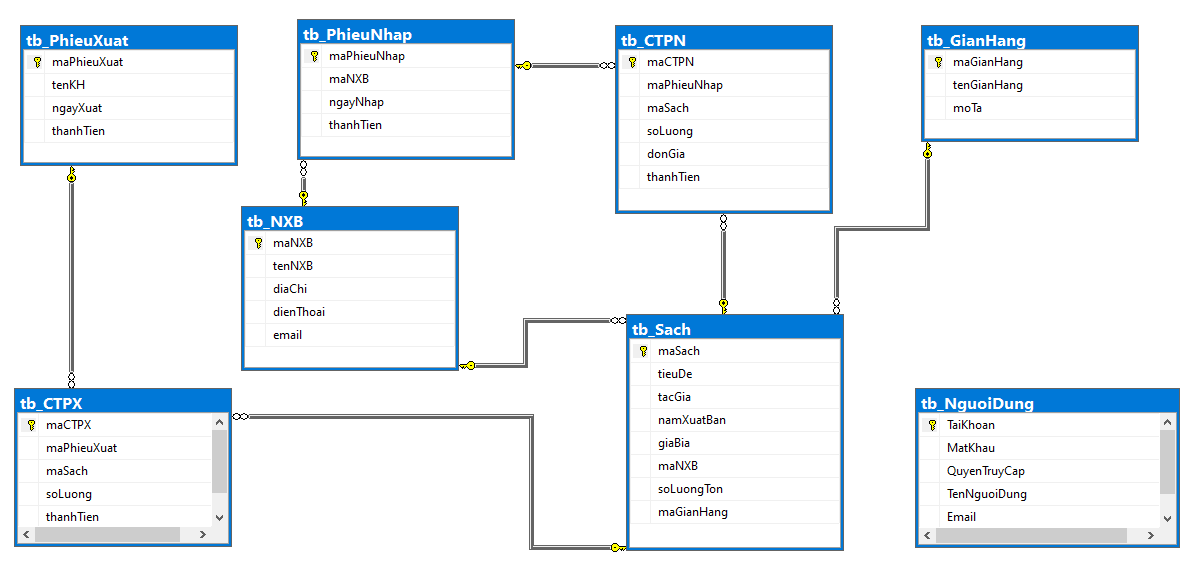 tb_PhieuXuat
maPhieuXuat
tenKH
ngayXuat
thanhTien
tb_PhieuNhap
maPhieuNhap
maNXB
ngayNhap
thanhTien
tb_CTPN
maCTPN
maPhieuNhap
maSach
soLuong
donGia
thanhTien
tb_GianHang
maGianHang
tenGianHang
moTa
tb_NXB
maNXB
tenNXB
diaChi
dienThoai
email
tb_Sach
maSach
tieuDe
tacGia
namXuatBan
giaBia
maNXB
soLuongTon
maGianHang
tb_CTPX
maCTPX
maPhieuXuat
maSach
soLuong
thanhTien
tb_NguoiDung
TaiKhoan
MatKhau
QuyenTruyCap
TenNguoiDung
Email